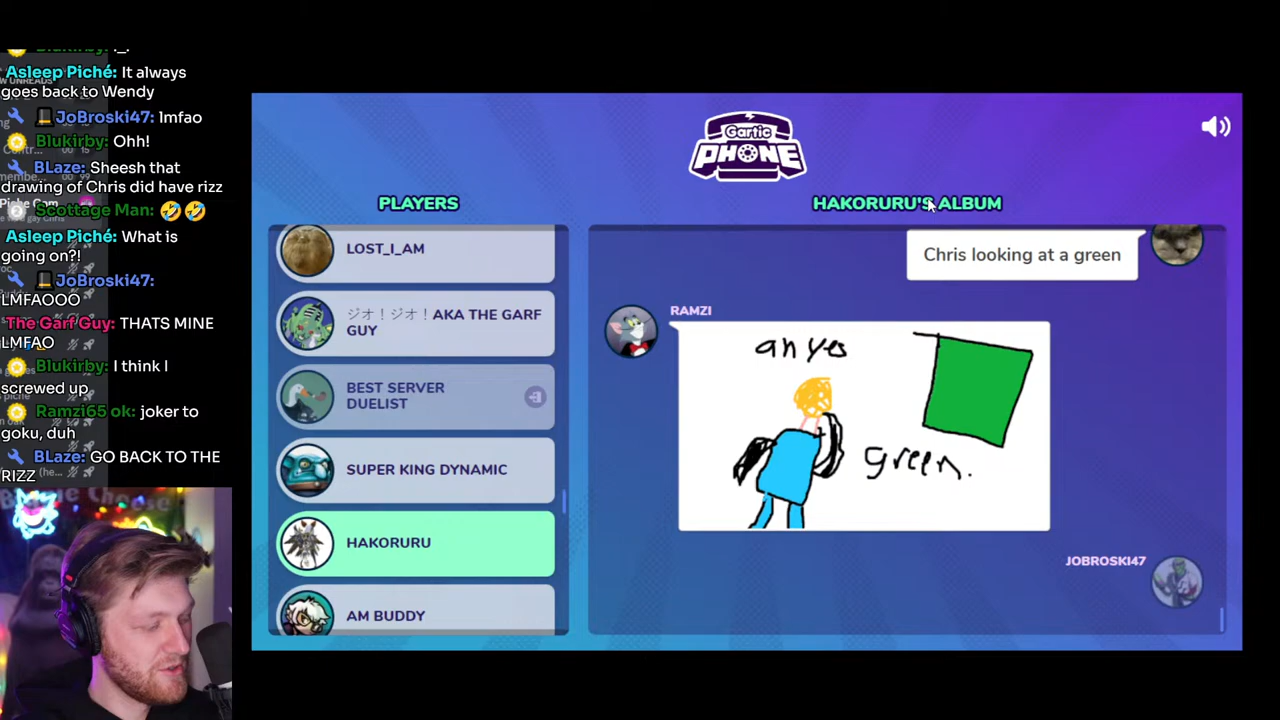 Blukirby:
Asleep Piché: It always
goes back to Wendy
JoBroski47: lmfao
Blukirby: Ohh!
BLaze: Sheesh that
drawing of Chris did have rizz
Scottage Man: 🤣🤣
Asleep Piché: What is
going on?!
JoBroski47:
LMFAOOO
The Garf Guy: THATS MINE
LMFAO
Blukirby: I think I
screwed up
Ramzi65 ok: joker to
goku, duh
BLaze: GO BACK TO THE
RIZZ
Gartic
PHONE
PLAYERS
LOST_I_AM
ジオ！ジオ！AKA THE GARF
GUY
BEST SERVER
DUELIST
SUPER KING DYNAMIC
HAKORURU
AM BUDDY
HAKORURU'S ALBUM
Chris looking at a green
RAMZI
an yes
green.
JOBROSKI47